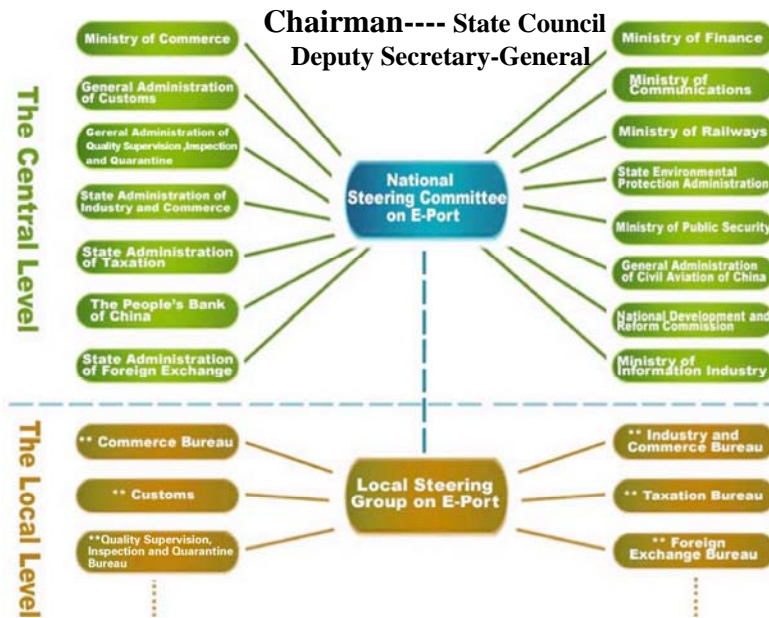 Chairman---- State Council
Deputy Secretary-General
The Central Level
Ministry of Commerce
General Administration
of Customs
Gereral Administration of
Quality Supervision ,Inspection
and Quarantine
State Administration of
Industry and Commerce
State Administration
of Taxation
The People's Bank
of China
State Administration
of Foreign Exchange
National
Steering Committee
on E-Port
Ministry of Finance
Ministry of
Communications
Ministry of Railways
State Environmental
Protection Administration
Ministry of Public Security
General Administration
of Civil Aviation of China
National Development and
Reform Commission
Ministry of
Information Industry
The Local Level
** Commerce Bureau
** Customs
**Quality Supervision,
Inspection and Quarantine
Bureau
Local Steering
Group on E-Port
** Industry and
Commerce Bureau
** Taxation Bureau
** Foreign
Exchange Bureau